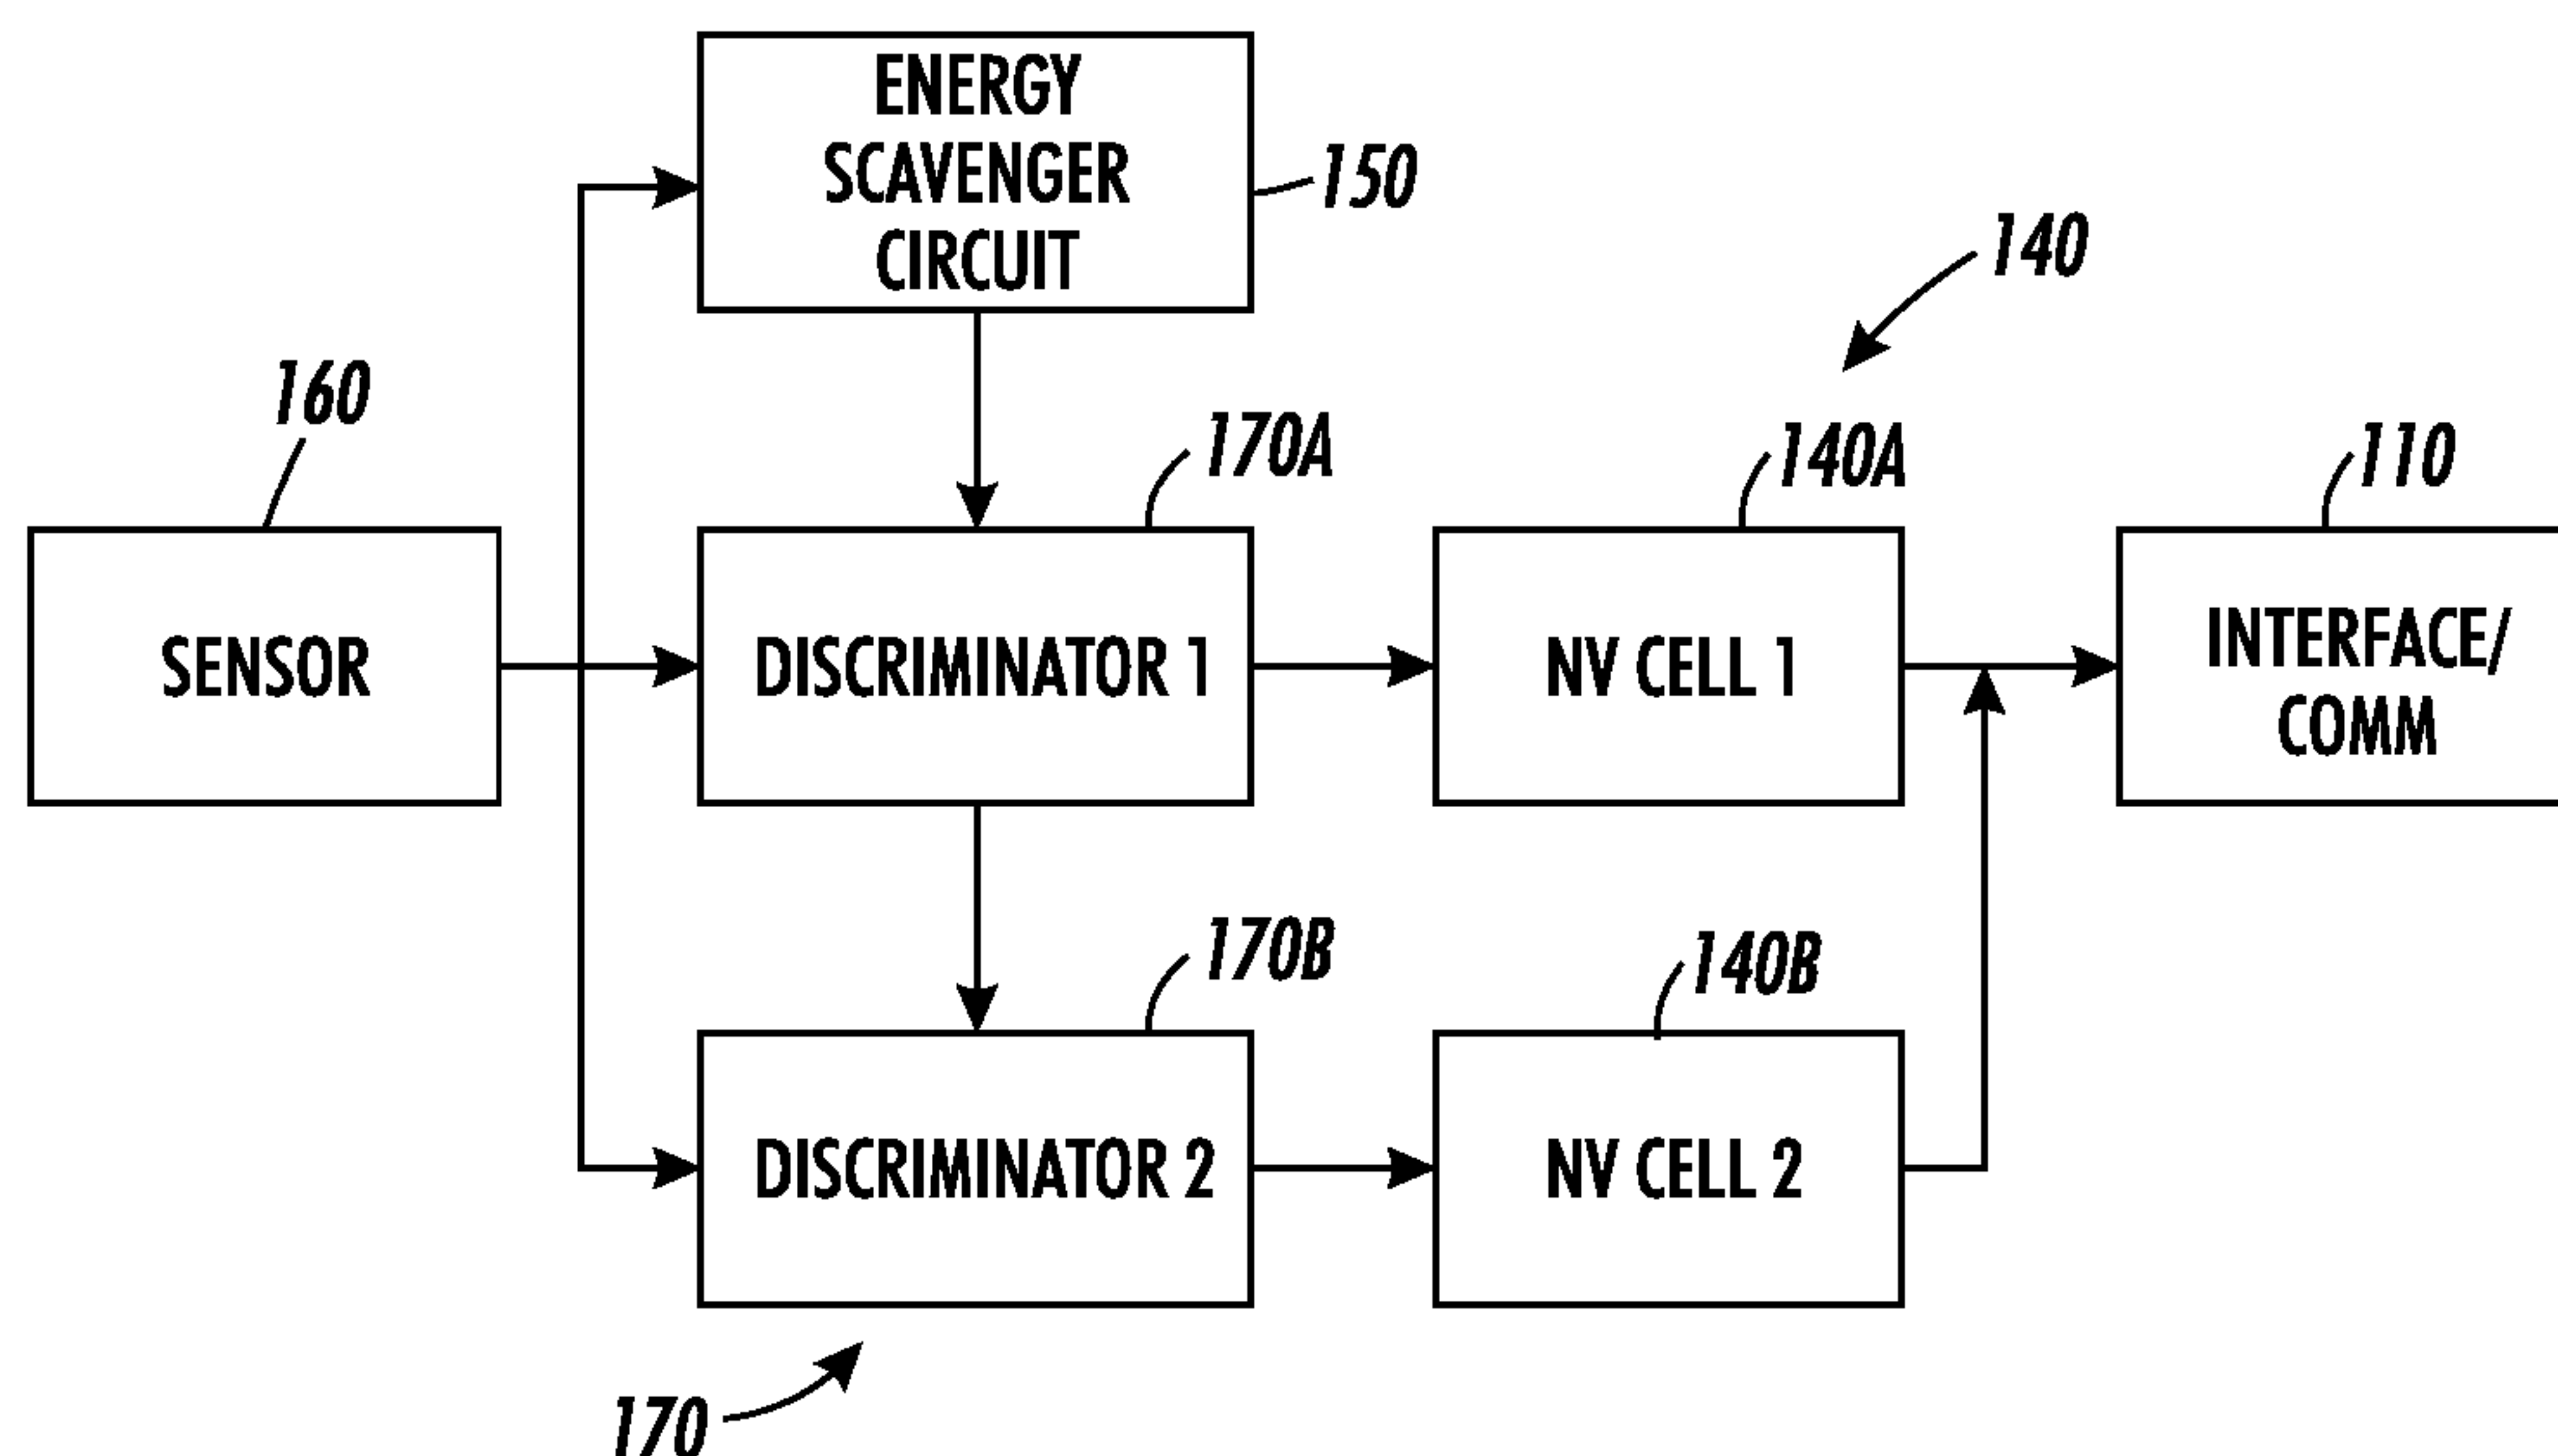 ENERGY
SCAVENGER
CIRCUIT
150
140
160
170A
140A
110
SENSOR
DISCRIMINATOR 1
NV CELL 1
INTERFACE/
COMM
170B
140B
DISCRIMINATOR 2
NV CELL 2
170